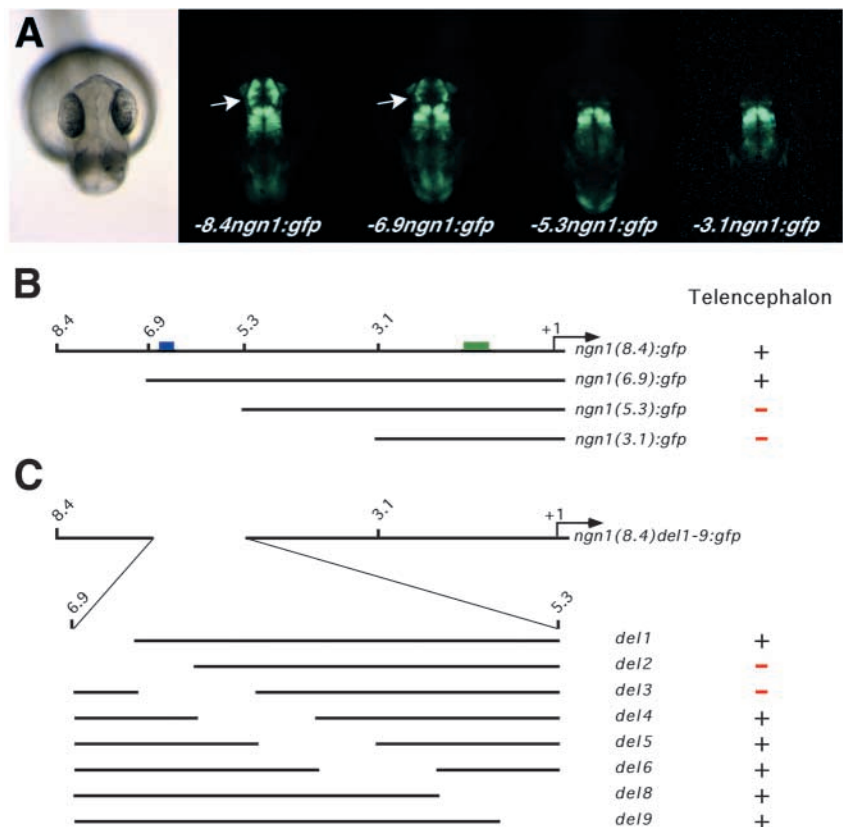 A
-8.4ngn1:gfp -6.9ngn1:gfp -5.3ngn1:gfp -3.1ngn1:gfp
B
Telencephalon
8.4 6.9 5.3 3.1 +1
ngn1(8.4):gfp +
ngn1(6.9):gfp +
ngn1(5.3):gfp -
ngn1(3.1):gfp -
C
8.4 3.1 +1
ngn1(8.4)del1-9:gfp
6.9 5.3
del1 +
del2 -
del3 -
del4 +
del5 +
del6 +
del8 +
del9 +